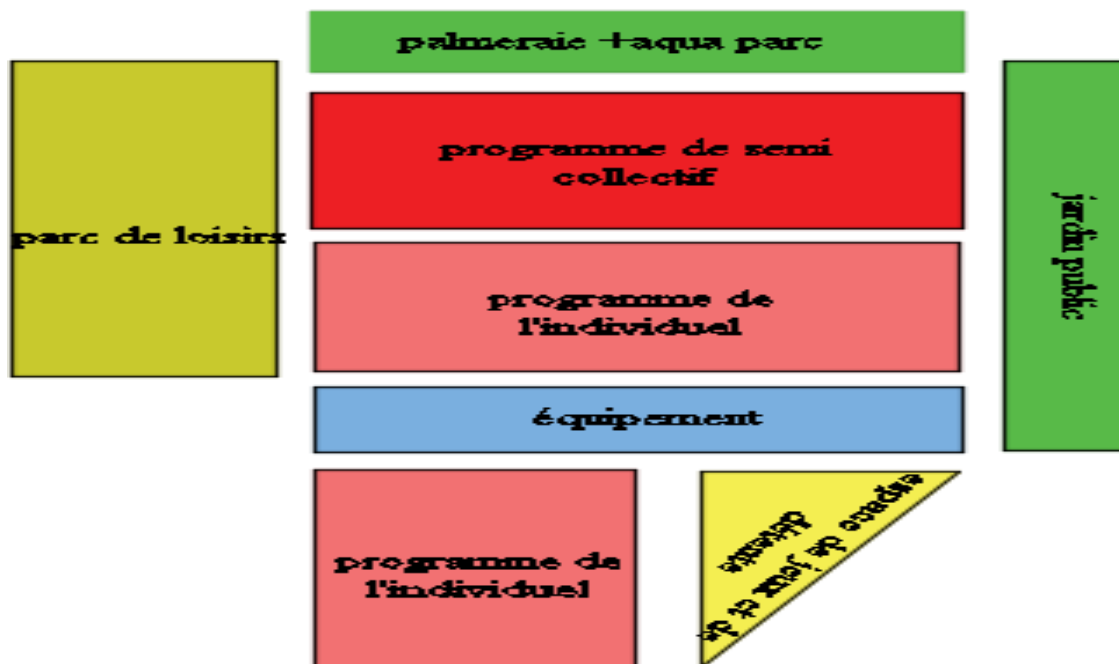 palmeraie +aqua parc
programme de semi
collectif
parc de loisirs
jardin public
programme de
l'individuel
équipement
programme de
l'individuel
espace de jeux et de
détente